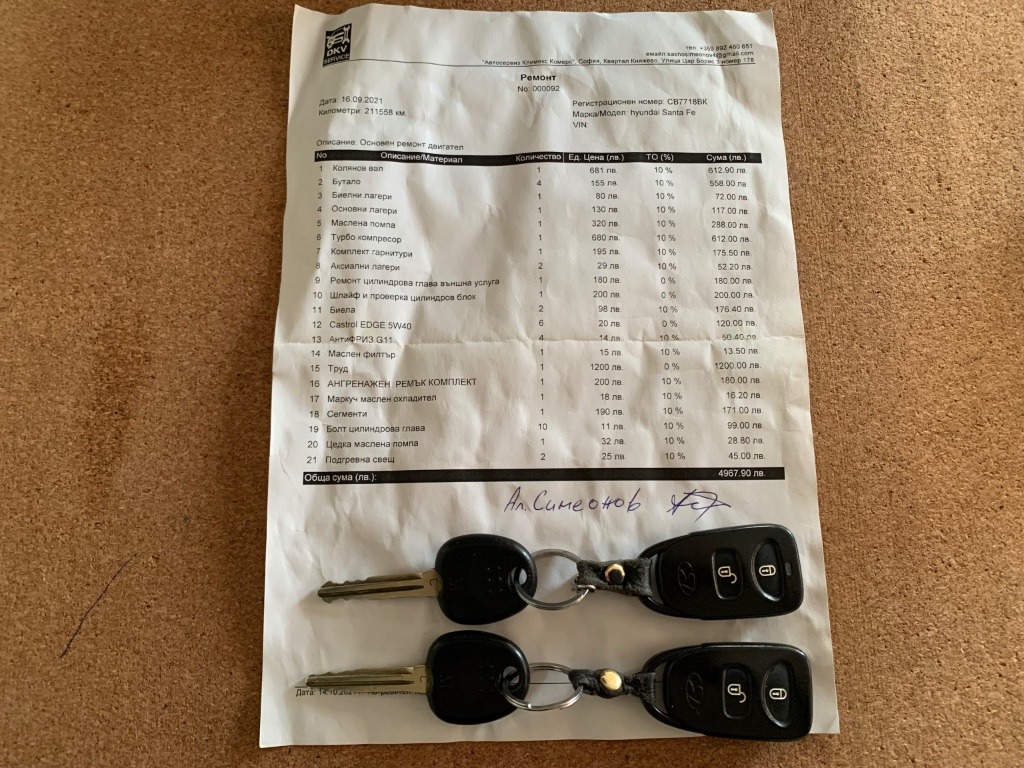 DKV
SERVICE
тел. +359 892 460 651
емайл:sashosimeonov4@gmail.com
"Автосервиз Климекс Комерс", София, Квартал Княжево, Улица Цар Борис 3 номер 178
Ремонт
No: 000092
Дата: 16.09.2021
Километри: 211558 км.
Регистрационен номер: CB7718BK
Марка/Модел: hyundai Santa Fe
VIN:
Описание: Основен ремонт двигател
No Описание/Материал Количество Ед. Цена (лв.) ТО (%) Сума (лв.)
1 Колянов вал 1 681 лв. 10 % 612.90 лв.
2 Бутало 4 155 лв. 10 % 558.00 лв.
3 Биелни лагери 1 80 лв. 10 % 72.00 лв.
4 Основни лагери 1 130 лв. 10 % 117.00 лв.
5 Маслена помпа 1 320 лв. 10 % 288.00 лв.
6 Турбо компресор 1 680 лв. 10 % 612.00 лв.
7 Комплект гарнитури 1 195 лв. 10 % 175.50 лв.
8 Аксиални лагери 2 29 лв. 10 % 52.20 лв.
9 Ремонт цилиндрова глава външна услуга 1 180 лв. 0 % 180.00 лв.
10 Шлайф и проверка цилиндров блок 1 200 лв. 0 % 200.00 лв.
11 Биела 2 98 лв. 10 % 176.40 лв.
12 Castrol EDGE 5W40 6 20 лв. 0 % 120.00 лв.
13 АнтиФРИЗ G11 4 14 лв. 10 % 50.40 лв.
14 Маслен филтър 1 15 лв. 10 % 13.50 лв.
15 Труд 1 1200 лв. 0 % 1200.00 лв.
16 АНГРЕНАЖЕН РЕМЪК КОМПЛЕКТ 1 200 лв. 10 % 180.00 лв.
17 Маркуч маслен охладител 1 18 лв. 10 % 16.20 лв.
18 Сегменти 1 190 лв. 10 % 171.00 лв.
19 Болт цилиндрова глава 10 11 лв. 10 % 99.00 лв.
20 Цедка маслена помпа 1 32 лв. 10 % 28.80 лв.
21 Подгревна свещ 2 25 лв. 10 % 45.00 лв.
Обща сума (лв.): 4967.90 лв.
Ал. Симеонов
Дата: 14.10.2021